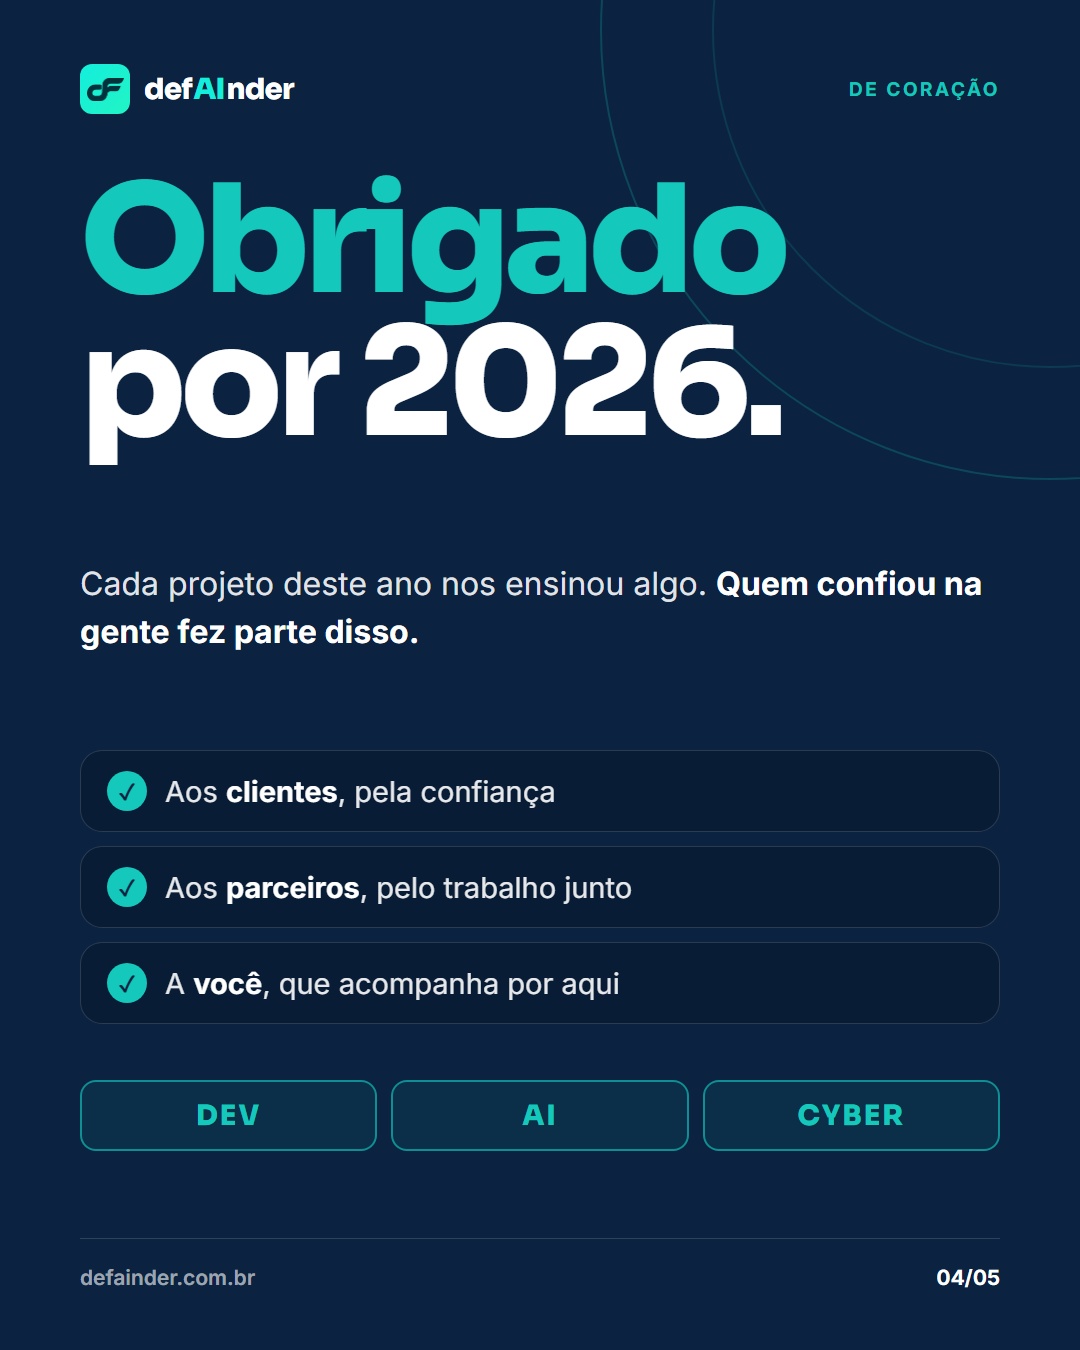 defAInder
DE CORAÇÃO
Obrigado
por 2026.
Cada projeto deste ano nos ensinou algo. Quem confiou na
gente fez parte disso.
Aos clientes, pela confiança
Aos parceiros, pelo trabalho junto
A você, que acompanha por aqui
DEV
AI
CYBER
defainder.com.br
04/05